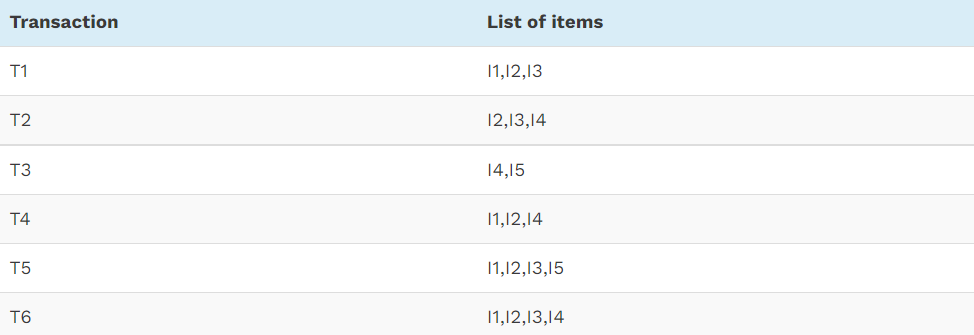 Transaction List of items
T1 I1,I2,I3
T2 I2,I3,I4
T3 I4,I5
T4 I1,I2,I4
T5 I1,I2,I3,I5
T6 I1,I2,I3,I4